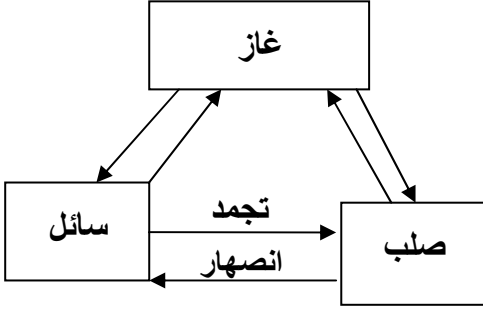 غاز
سائل
تجمد
انصهار
صلب